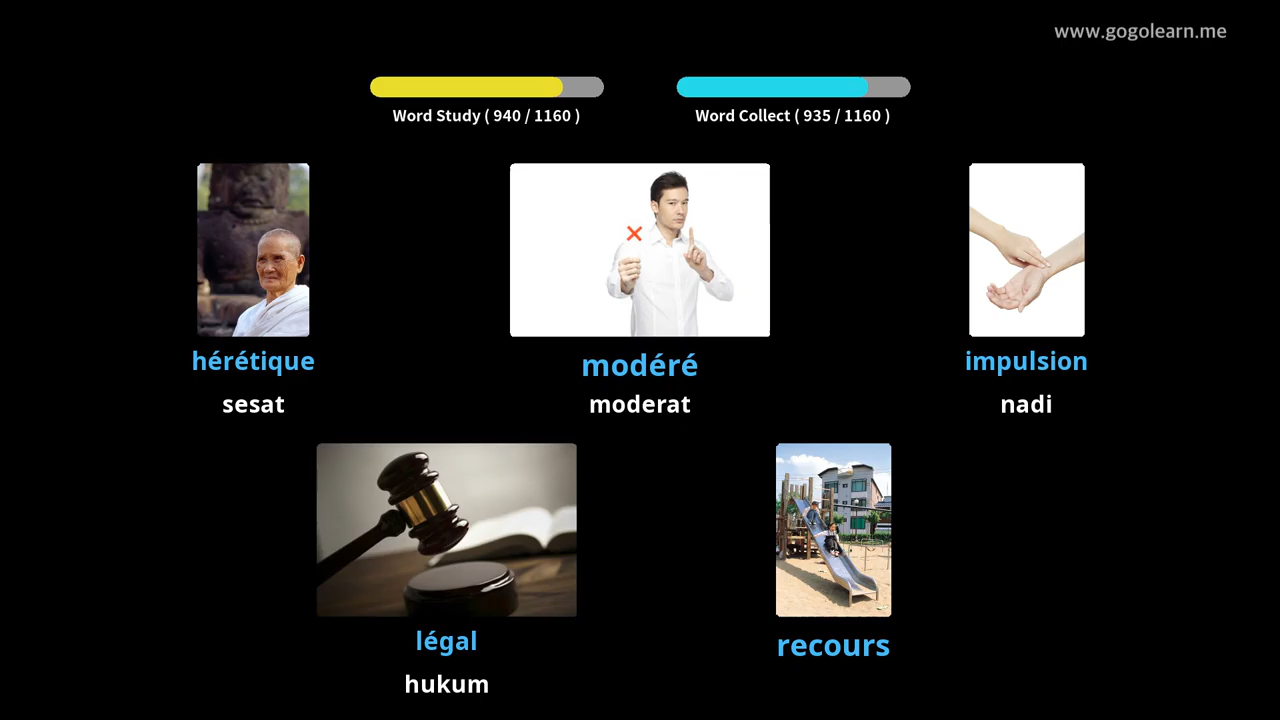 www.gogolearn.me
Word Study ( 940 / 1160 )
Word Collect ( 935 / 1160 )
hérétique
sesat
modéré
moderat
impulsion
nadi
légal
hukum
recours